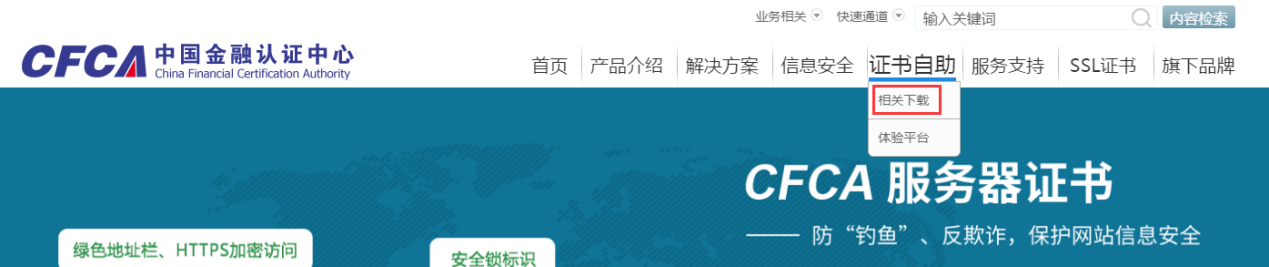 业务相关 快速通道 输入关键词 内容检索
CFCA 中国金融认证中心
China Financial Certification Authority
首页 产品介绍 解决方案 信息安全 证书自助 服务支持 SSL证书 旗下品牌
相关下载
体验平台
CFCA 服务器证书
—— 防“钓鱼”、反欺诈，保护网站信息安全
绿色地址栏、HTTPS加密访问
安全锁标识